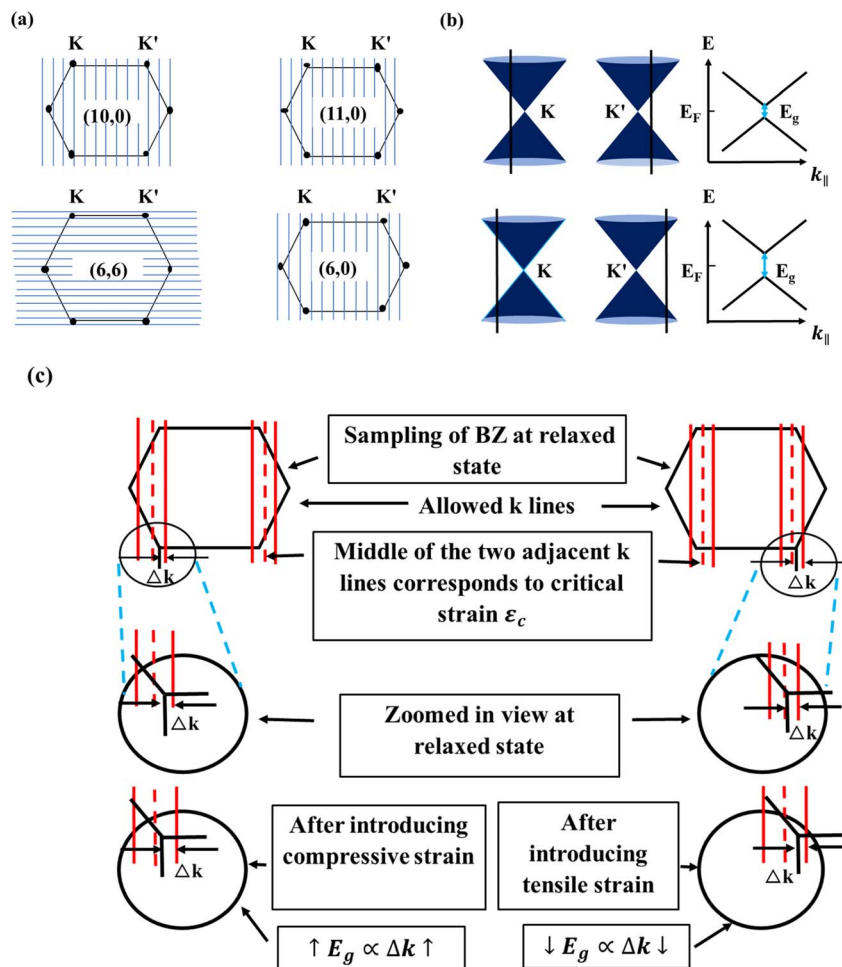 (a)
K K'
(10,0)
K K'
(11,0)
K K'
(6,6)
K K'
(6,0)
(b)
K
K'
E
E_F
E_g
k_∥
K
K'
E
E_F
E_g
k_∥
(c)
Sampling of BZ at relaxed
state
Allowed k lines
Middle of the two adjacent k
lines corresponds to critical
strain ε_c
△k
△k
Zoomed in view at
relaxed state
△k
△k
After introducing
compressive strain
After
introducing
tensile strain
△k
△k
↑ E_g ∝ Δk ↑
↓ E_g ∝ Δk ↓